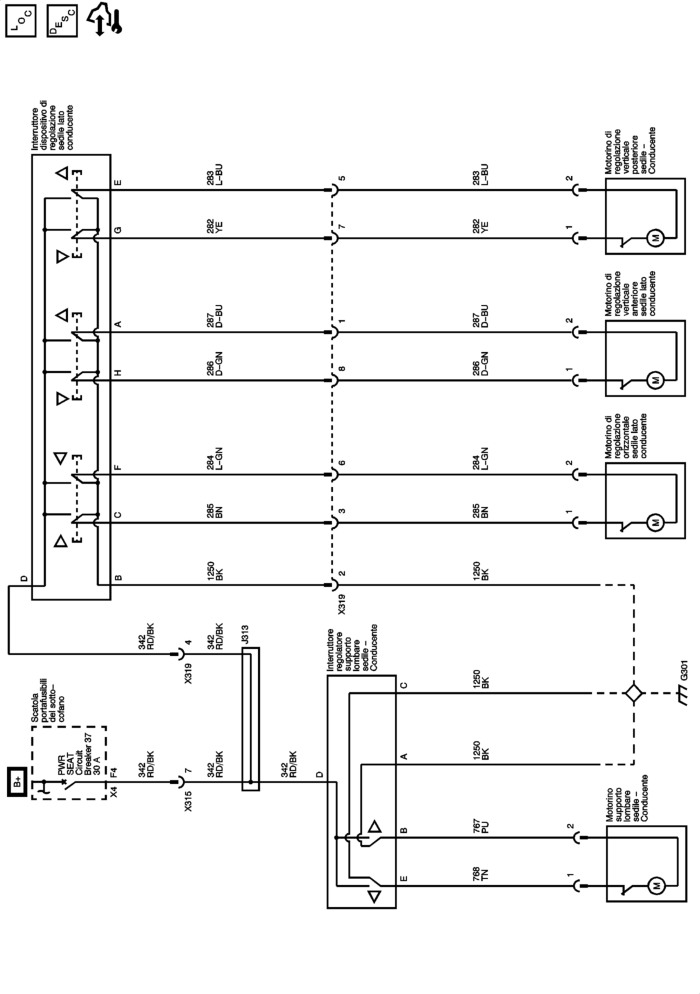 LOC
DESC
B+
Scatola
portafusibili
del sotto–
cofano
PWR
SEAT
Circuit
Breaker 37
30 A
X4
F4
342
RD/BK
X315
7
342
RD/BK
J313
342
RD/BK
X319
4
342
RD/BK
342
RD/BK
D
Interruttore
dispositivo di
regolazione
sedile lato
conducente
D
B
C
F
H
A
G
E
1250
BK
285
BN
284
L–GN
286
D–GN
287
D–BU
282
YE
283
L–BU
X319
2
3
6
8
1
7
5
1250
BK
285
BN
284
L–GN
286
D–GN
287
D–BU
282
YE
283
L–BU
1
2
1
2
1
2
Interruttore
regolatore
supporto
lombare
sedile –
Conducente
E
B
A
C
768
TN
767
PU
1250
BK
1250
BK
1
2
Motorino
supporto
lombare
sedile –
Conducente
M
G301
Motorino di
regolazione
orizzontale
sedile lato
conducente
M
Motorino di
regolazione
verticale
anteriore
sedile lato
conducente
M
Motorino di
regolazione
verticale
posteriore
sedile –
Conducente
M